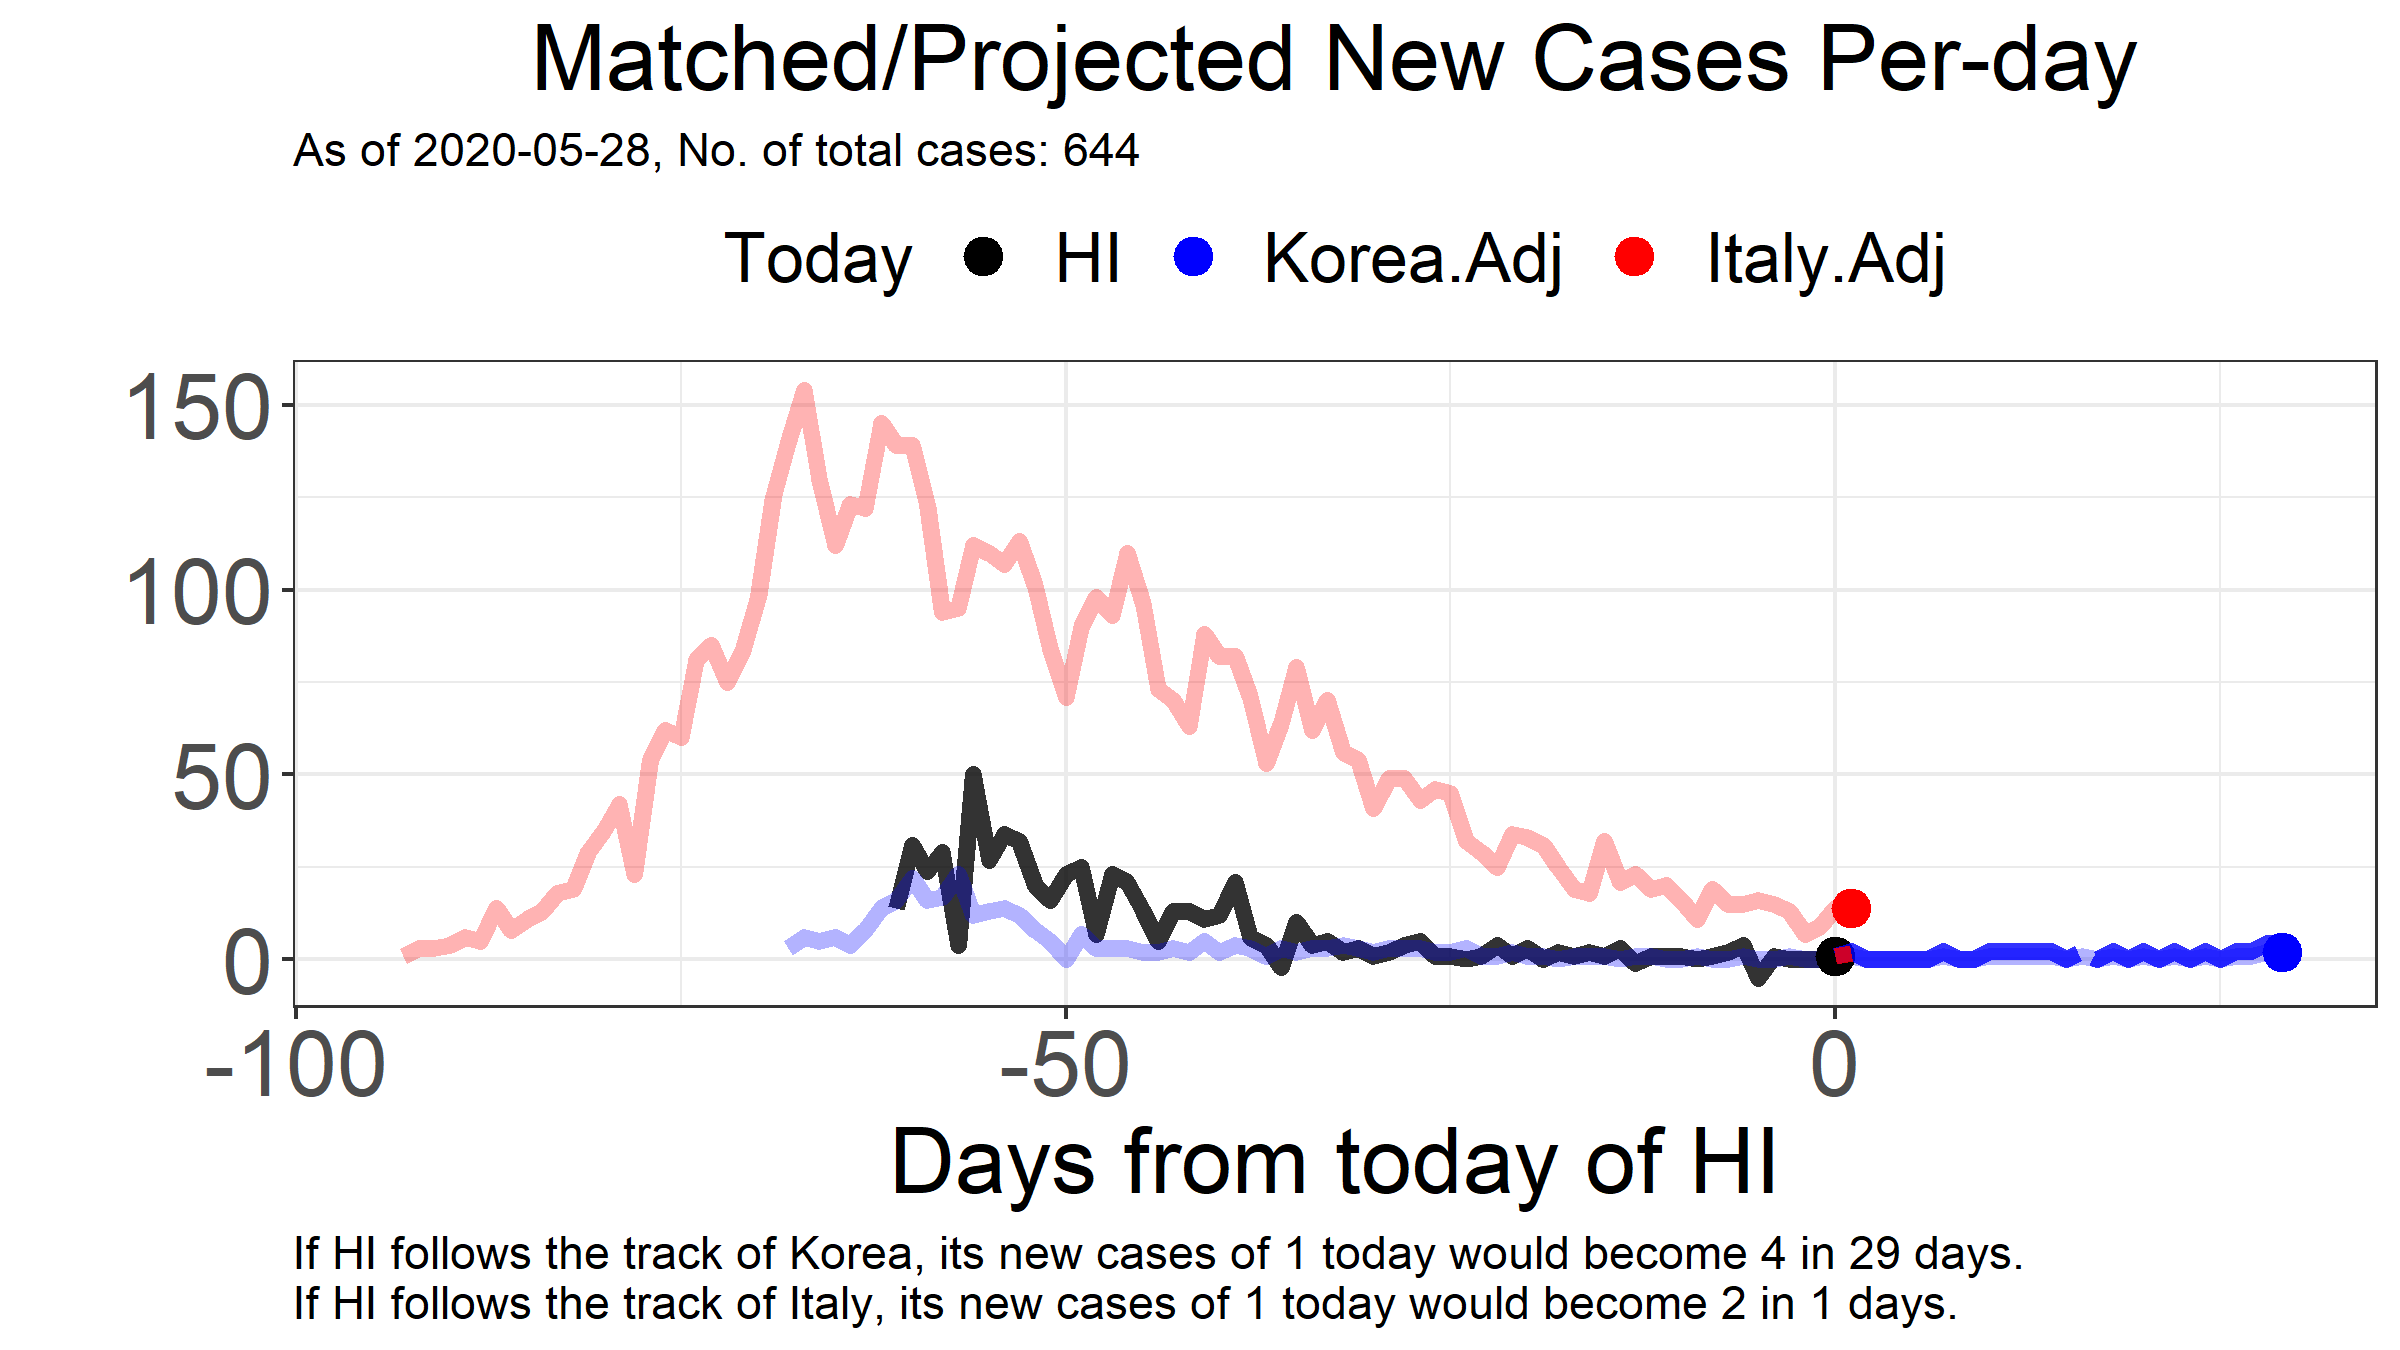 Matched/Projected New Cases Per-day
As of 2020-05-28, No. of total cases: 644
Today HI Korea.Adj Italy.Adj
150
100
50
0
-100 -50 0
Days from today of HI
If HI follows the track of Korea, its new cases of 1 today would become 4 in 29 days.
If HI follows the track of Italy, its new cases of 1 today would become 2 in 1 days.